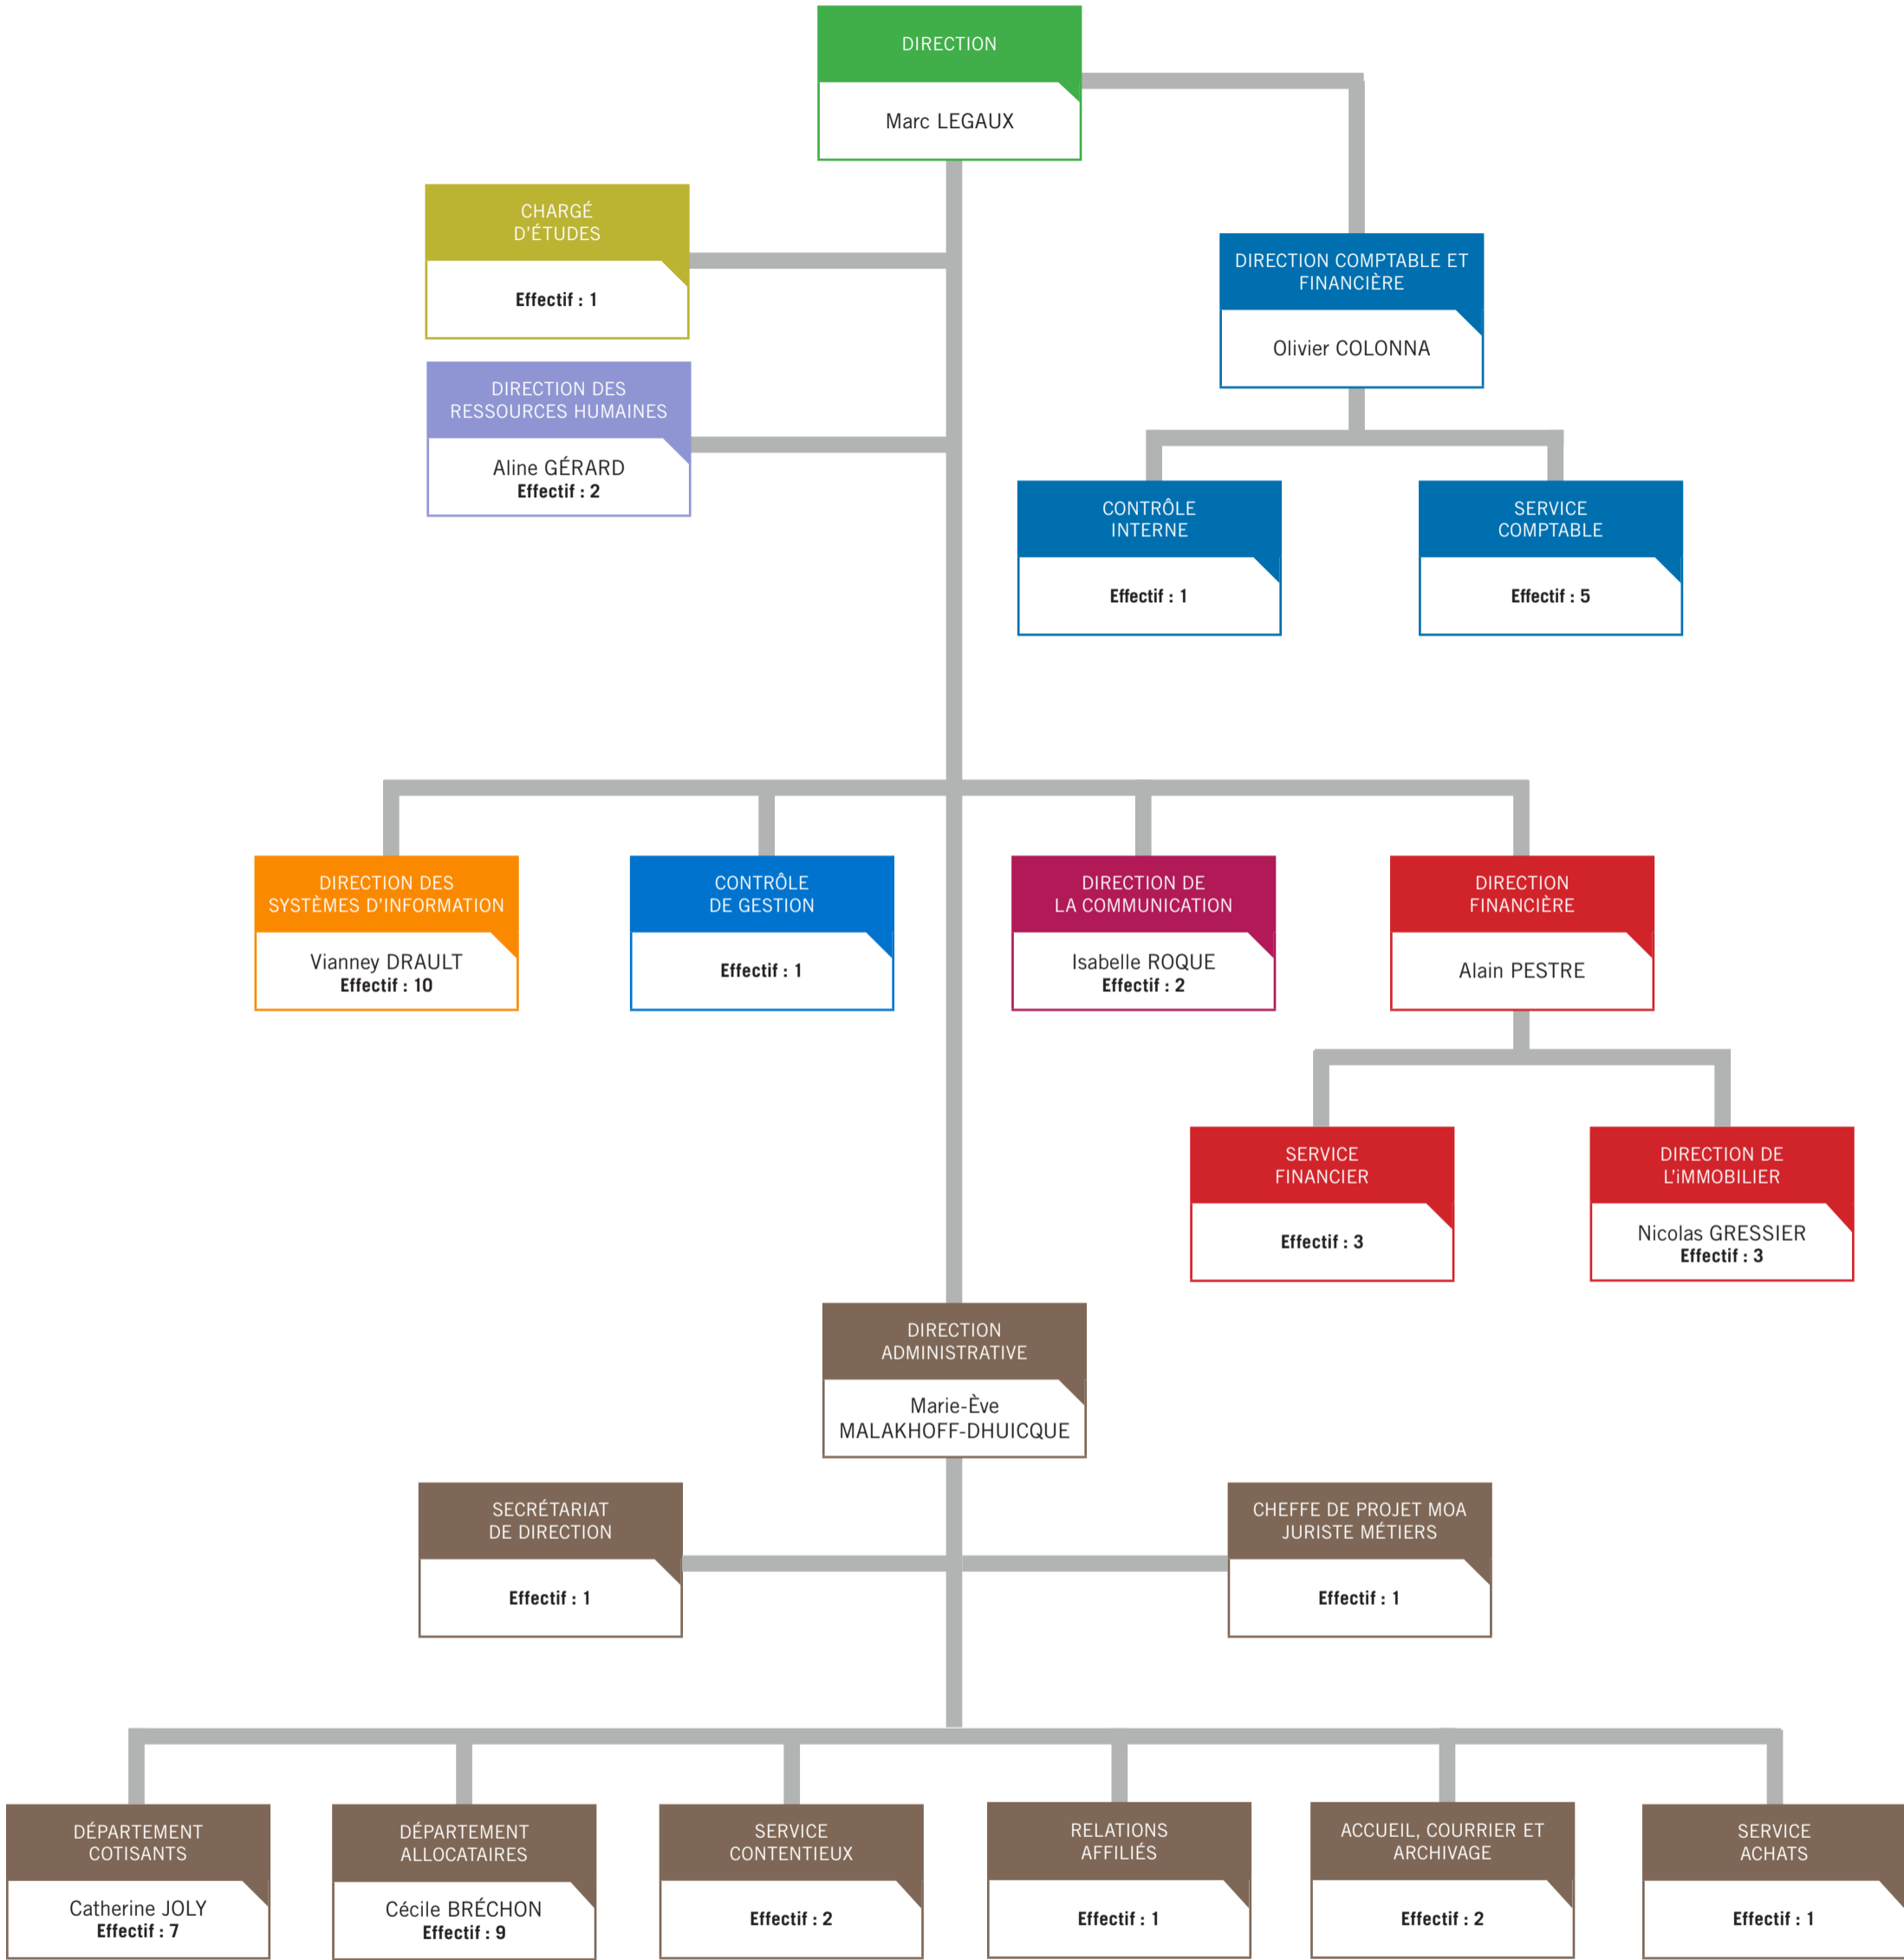 DIRECTION
Marc LEGAUX
CHARGÉ
D'ÉTUDES
Effectif : 1
DIRECTION COMPTABLE ET
FINANCIÈRE
Olivier COLONNA
DIRECTION DES
RESSOURCES HUMAINES
Aline GÉRARD
Effectif : 2
CONTRÔLE
INTERNE
Effectif : 1
SERVICE
COMPTABLE
Effectif : 5
DIRECTION DES
SYSTÈMES D'INFORMATION
Vianney DRAULT
Effectif : 10
CONTRÔLE
DE GESTION
Effectif : 1
DIRECTION DE
LA COMMUNICATION
Isabelle ROQUE
Effectif : 2
DIRECTION
FINANCIÈRE
Alain PESTRE
SERVICE
FINANCIER
Effectif : 3
DIRECTION DE
L'iMMOBILIER
Nicolas GRESSIER
Effectif : 3
DIRECTION
ADMINISTRATIVE
Marie-Ève
MALAKHOFF-DHUICQUE
SECRÉTARIAT
DE DIRECTION
Effectif : 1
CHEFFE DE PROJET MOA
JURISTE MÉTIERS
Effectif : 1
DÉPARTEMENT
COTISANTS
Catherine JOLY
Effectif : 7
DÉPARTEMENT
ALLOCATAIRES
Cécile BRÉCHON
Effectif : 9
SERVICE
CONTENTIEUX
Effectif : 2
RELATIONS
AFFILIÉS
Effectif : 1
ACCUEIL, COURRIER ET
ARCHIVAGE
Effectif : 2
SERVICE
ACHATS
Effectif : 1